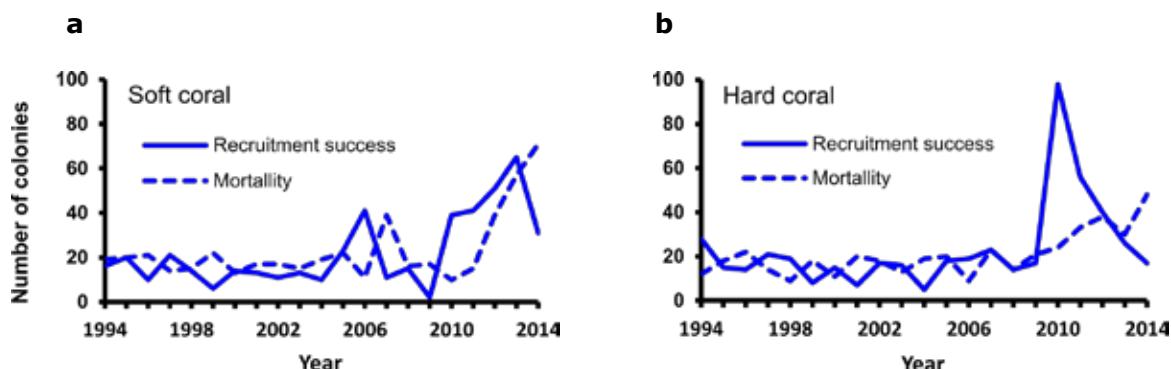 a
Number of colonies
100
80
60
40
20
0
Soft coral
Recruitment success
Mortallity
1994
1998
2002
2006
2010
2014
Year
b
100
80
60
40
20
0
Hard coral
Recruitment success
Mortallity
1994
1998
2002
2006
2010
2014
Year